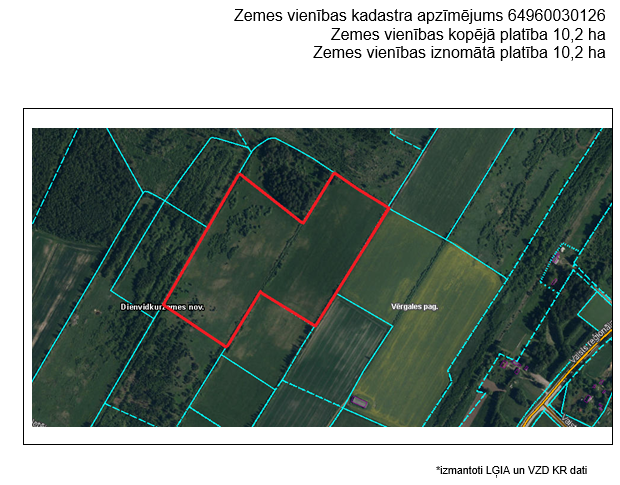 Zemes vienības kadastra apzīmējums 64960030126
Zemes vienības kopējā platība 10,2 ha
Zemes vienības iznomātā platība 10,2 ha
Dienvidkurzemes nov.
Vērgales pag.
*izmantoti LĢIA un VZD KR dati